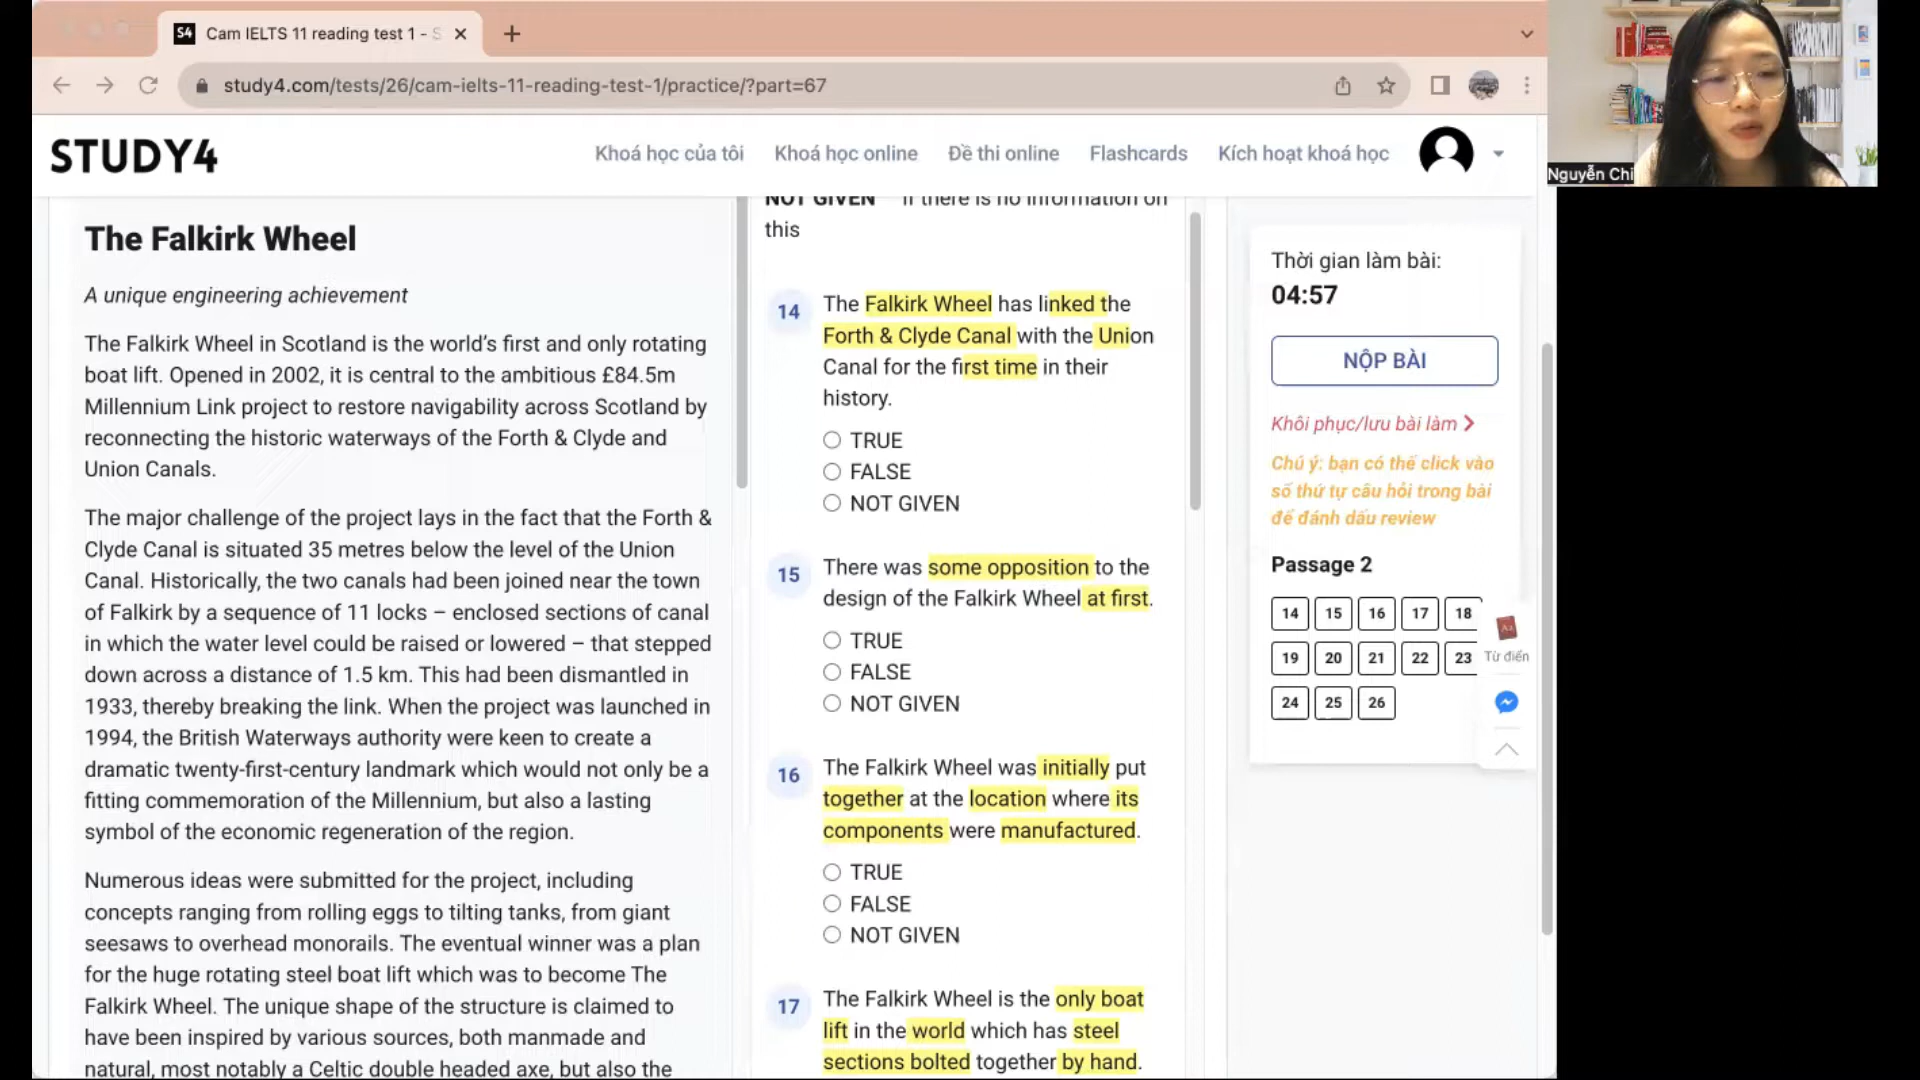 S4 Cam IELTS 11 reading test 1 - S
study4.com/tests/26/cam-ielts-11-reading-test-1/practice/?part=67
STUDY4
Khoá học của tôi
Khoá học online
Đề thi online
Flashcards
Kích hoạt khoá học
Nguyễn Chi
The Falkirk Wheel
A unique engineering achievement
The Falkirk Wheel in Scotland is the world's first and only rotating
boat lift. Opened in 2002, it is central to the ambitious £84.5m
Millennium Link project to restore navigability across Scotland by
reconnecting the historic waterways of the Forth & Clyde and
Union Canals.
The major challenge of the project lays in the fact that the Forth &
Clyde Canal is situated 35 metres below the level of the Union
Canal. Historically, the two canals had been joined near the town
of Falkirk by a sequence of 11 locks – enclosed sections of canal
in which the water level could be raised or lowered – that stepped
down across a distance of 1.5 km. This had been dismantled in
1933, thereby breaking the link. When the project was launched in
1994, the British Waterways authority were keen to create a
dramatic twenty-first-century landmark which would not only be a
fitting commemoration of the Millennium, but also a lasting
symbol of the economic regeneration of the region.
Numerous ideas were submitted for the project, including
concepts ranging from rolling eggs to tilting tanks, from giant
seesaws to overhead monorails. The eventual winner was a plan
for the huge rotating steel boat lift which was to become The
Falkirk Wheel. The unique shape of the structure is claimed to
have been inspired by various sources, both manmade and
natural, most notably a Celtic double headed axe, but also the
NOT GIVEN if there is no information on
this
14 The Falkirk Wheel has linked the
Forth & Clyde Canal with the Union
Canal for the first time in their
history.
TRUE
FALSE
NOT GIVEN
15 There was some opposition to the
design of the Falkirk Wheel at first.
TRUE
FALSE
NOT GIVEN
16 The Falkirk Wheel was initially put
together at the location where its
components were manufactured.
TRUE
FALSE
NOT GIVEN
17 The Falkirk Wheel is the only boat
lift in the world which has steel
sections bolted together by hand.
Thời gian làm bài:
04:57
NỘP BÀI
Khôi phục/lưu bài làm
Chú ý: bạn có thể click vào
số thứ tự câu hỏi trong bài
để đánh dấu review
Passage 2
14 15 16 17 18
19 20 21 22 23
24 25 26
Từ điển